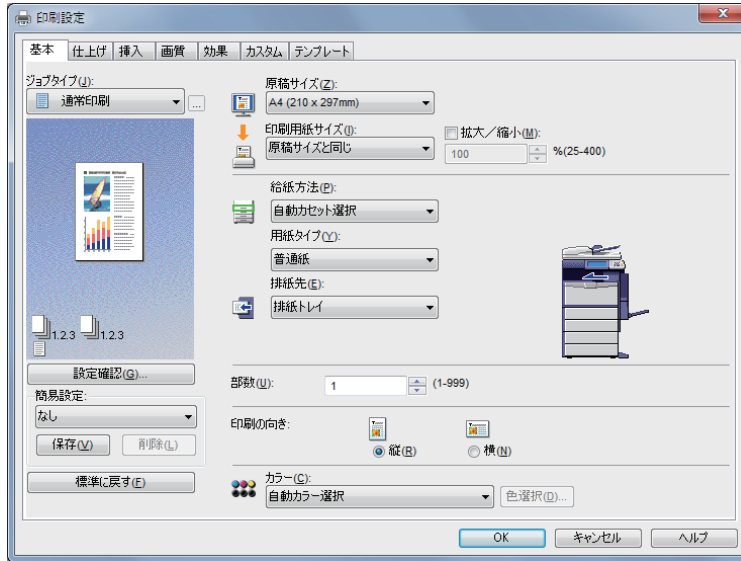 印刷設定
基本 仕上げ 挿入 画質 効果 カスタム テンプレート
ジョブタイプ(J):
通常印刷
...
1.2.3 1.2.3
設定確認(G)...
簡易設定:
なし
保存(V) 削除(L)
標準に戻す(F)
原稿サイズ(Z):
A4 (210 x 297mm)
印刷用紙サイズ(I):
原稿サイズと同じ
拡大/縮小(M):
100 %(25-400)
給紙方法(P):
自動カセット選択
用紙タイプ(Y):
普通紙
排紙先(E):
排紙トレイ
部数(U): 1 (1-999)
印刷の向き:
縦(R) 横(N)
カラー(C):
自動カラー選択 色選択(D)...
OK キャンセル ヘルプ